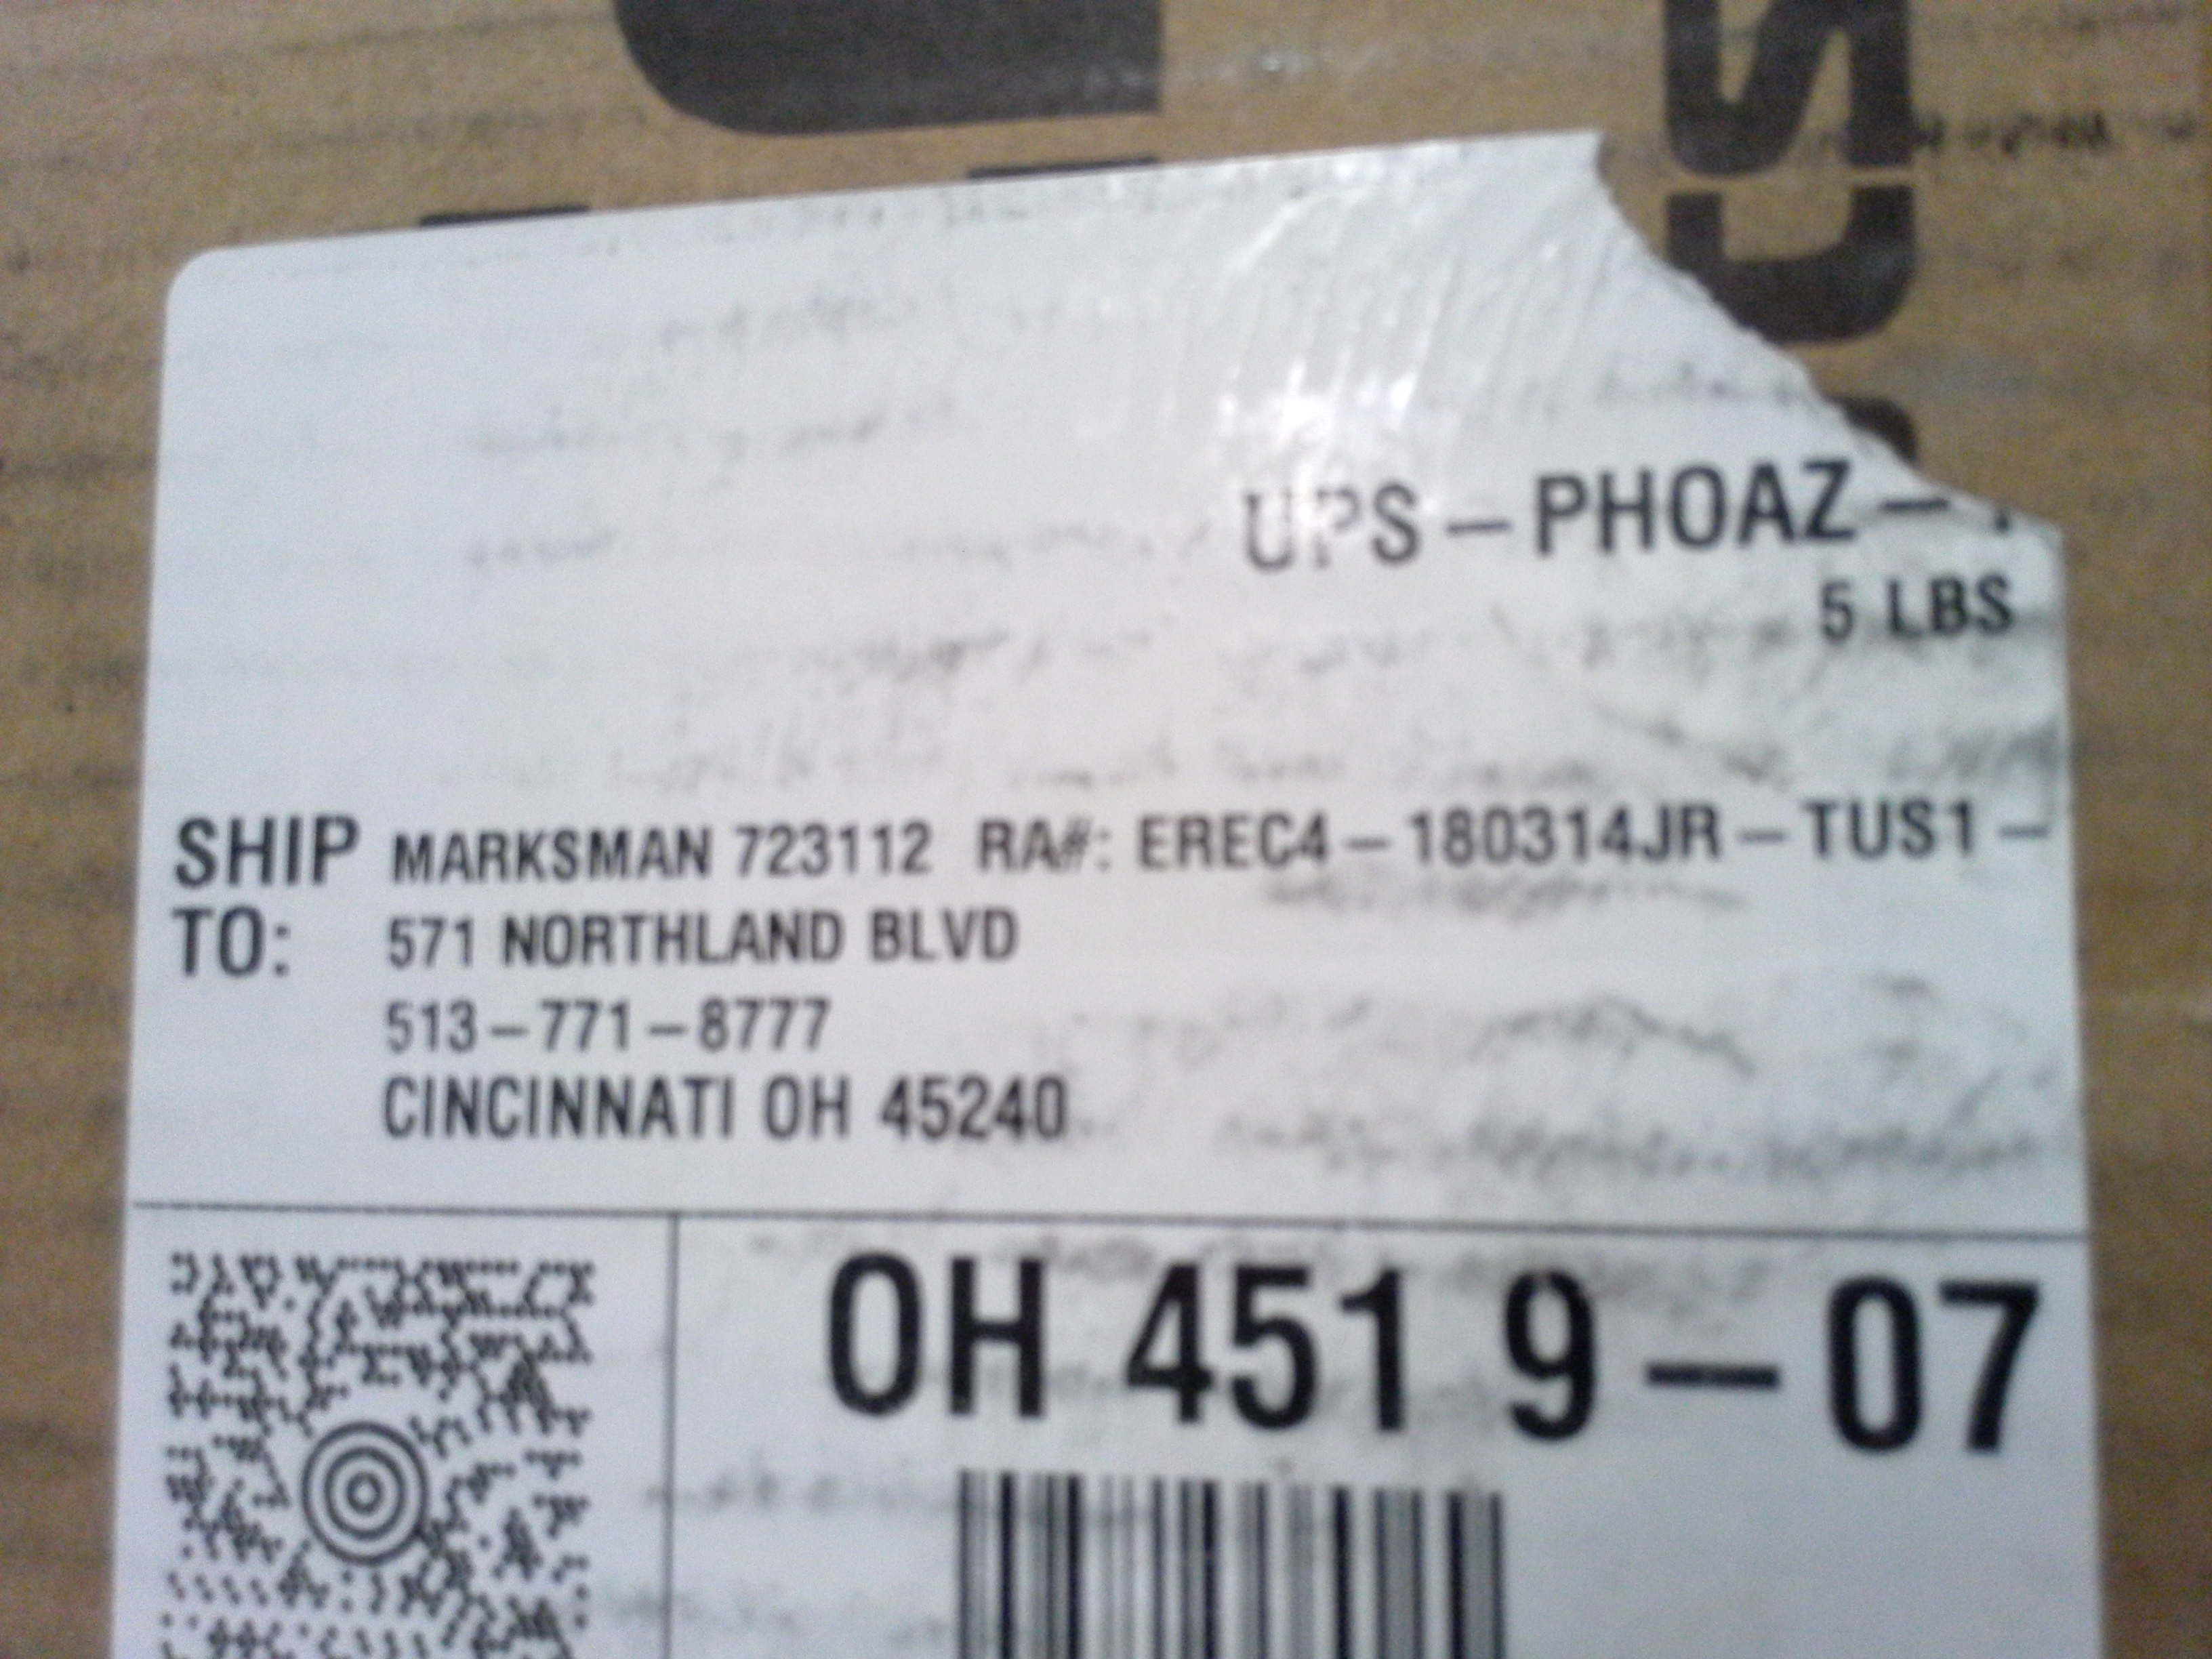 UPS – PHOAZ –
5 LBS
SHIP MARKSMAN 723112 RA#: EREC4 – 180314JR – TUS1 –
TO: 571 NORTHLAND BLVD
513 – 771 – 8777
CINCINNATI OH 45240
OH 451 9 – 07